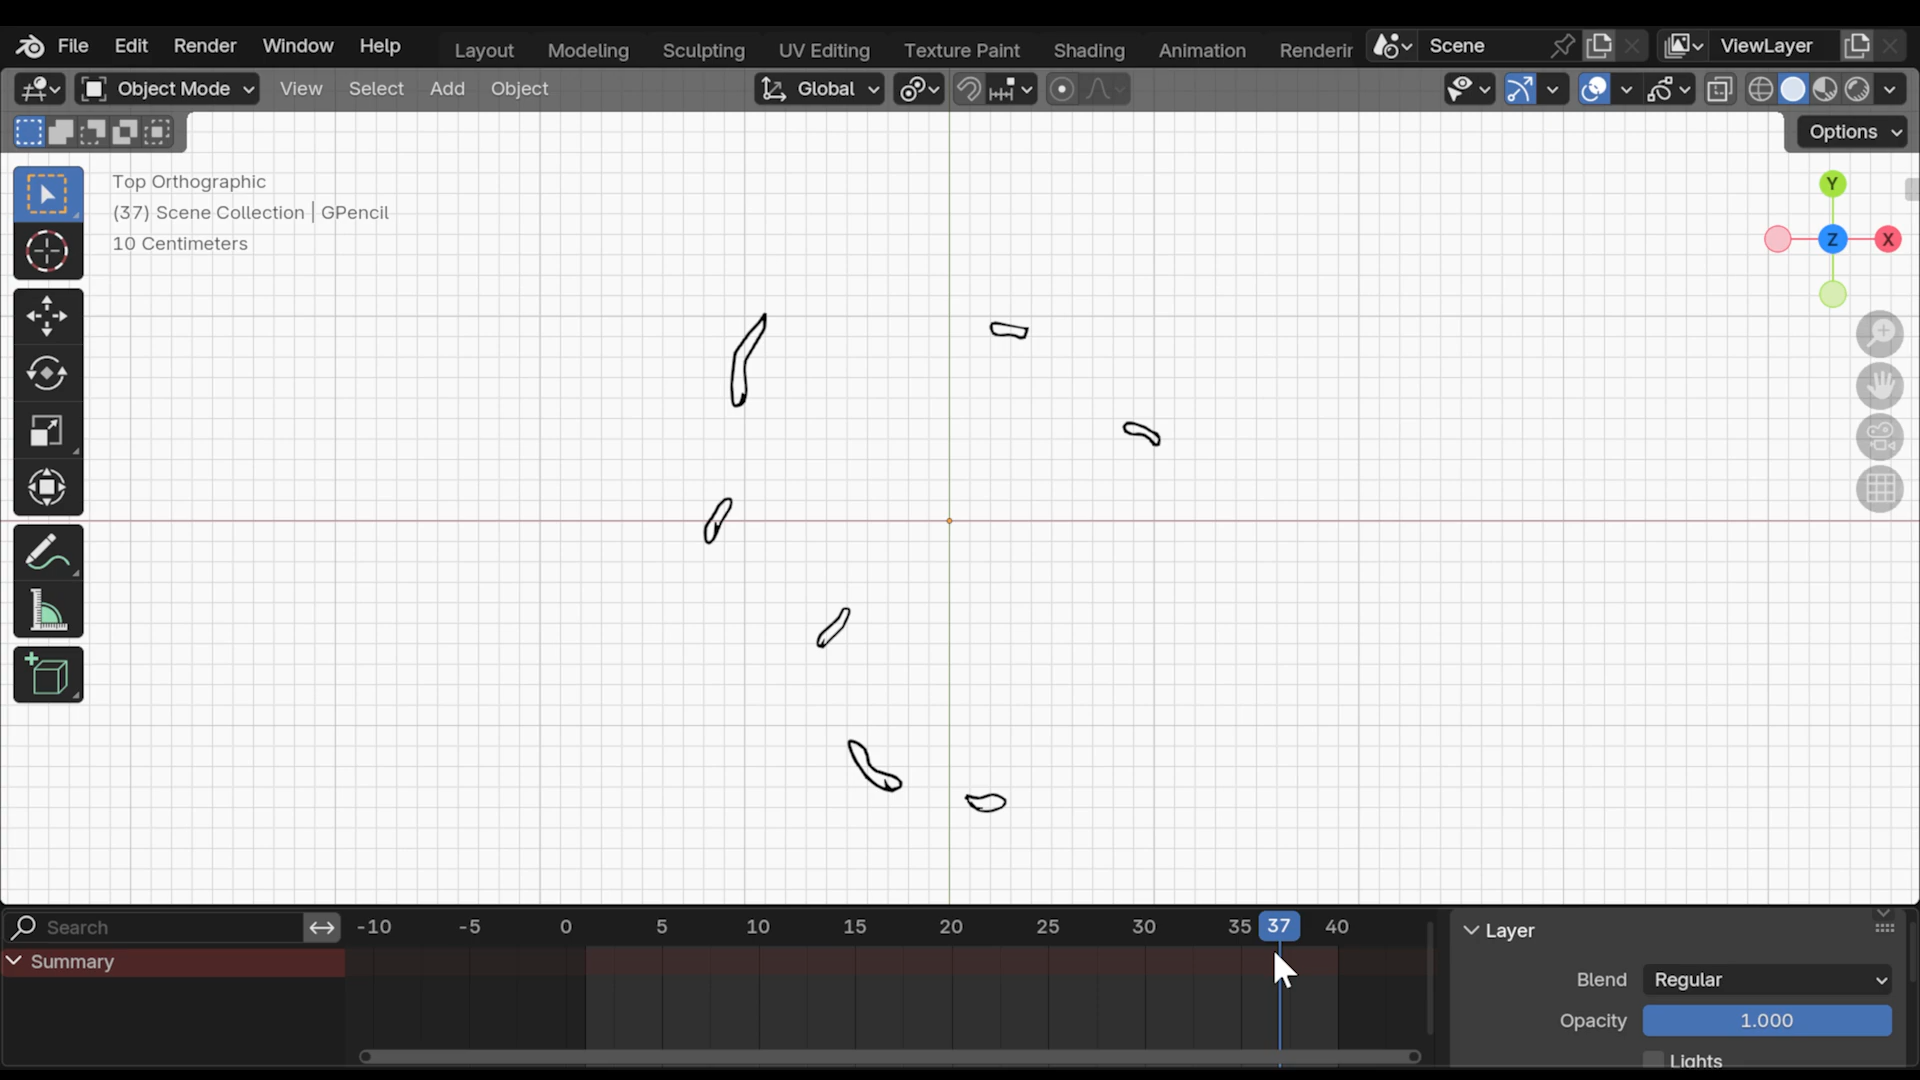 File Edit Render Window Help Layout Modeling Sculpting UV Editing Texture Paint Shading Animation Scene ViewLayer
Object Mode View Select Add Object Global
Options
Top Orthographic
(37) Scene Collection | GPencil
10 Centimeters
Y
Z X
Search -10 -5 0 5 10 15 20 25 30 35 37 40
Summary
Layer
Blend Regular
Opacity 1.000
Lights